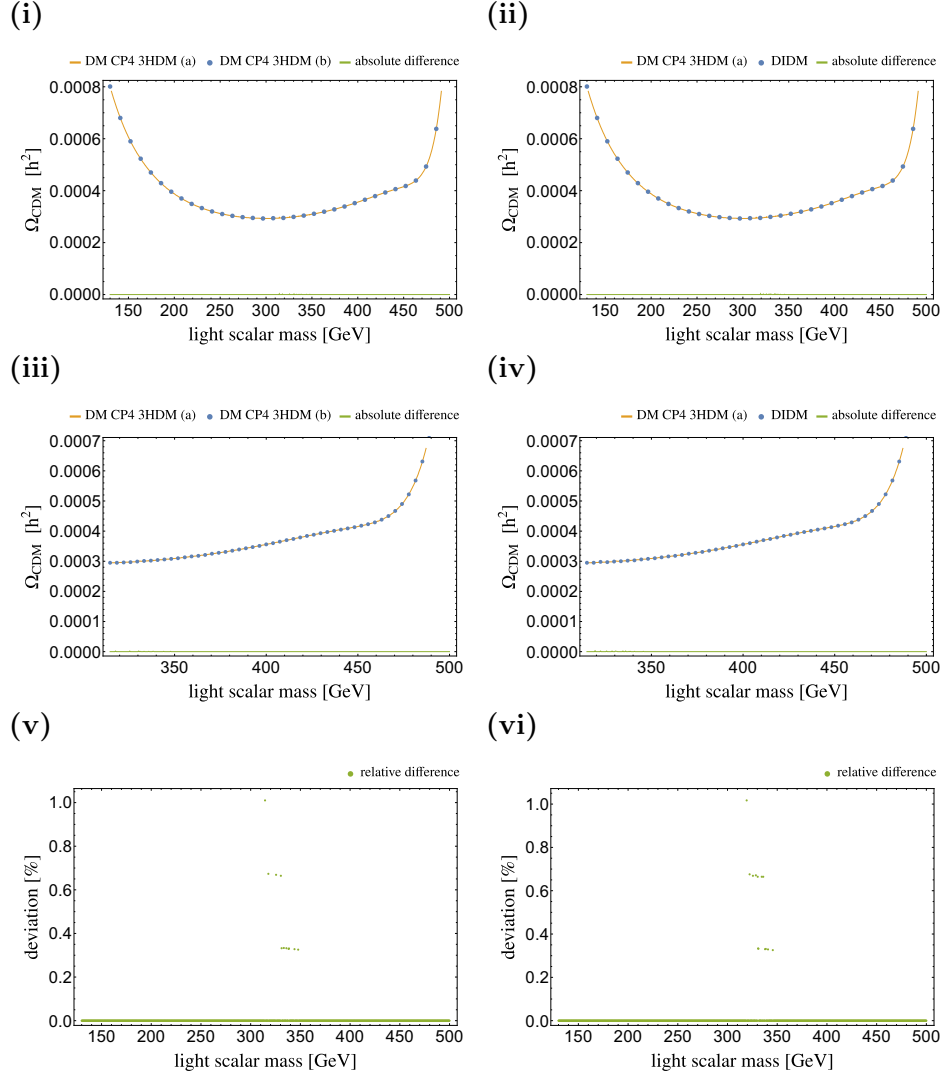 (i)
DM CP4 3HDM (a) DM CP4 3HDM (b) absolute difference
0.0008
0.0006
0.0004
0.0002
0.0000
Ω_CDM [h²]
150 200 250 300 350 400 450 500
light scalar mass [GeV]
(ii)
DM CP4 3HDM (a) DIDM absolute difference
0.0008
0.0006
0.0004
0.0002
0.0000
Ω_CDM [h²]
150 200 250 300 350 400 450 500
light scalar mass [GeV]
(iii)
DM CP4 3HDM (a) DM CP4 3HDM (b) absolute difference
0.0007
0.0006
0.0005
0.0004
0.0003
0.0002
0.0001
0.0000
Ω_CDM [h²]
350 400 450 500
light scalar mass [GeV]
(iv)
DM CP4 3HDM (a) DIDM absolute difference
0.0007
0.0006
0.0005
0.0004
0.0003
0.0002
0.0001
0.0000
Ω_CDM [h²]
350 400 450 500
light scalar mass [GeV]
(v)
relative difference
1.0
0.8
0.6
0.4
0.2
0.0
deviation [%]
150 200 250 300 350 400 450 500
light scalar mass [GeV]
(vi)
relative difference
1.0
0.8
0.6
0.4
0.2
0.0
deviation [%]
150 200 250 300 350 400 450 500
light scalar mass [GeV]